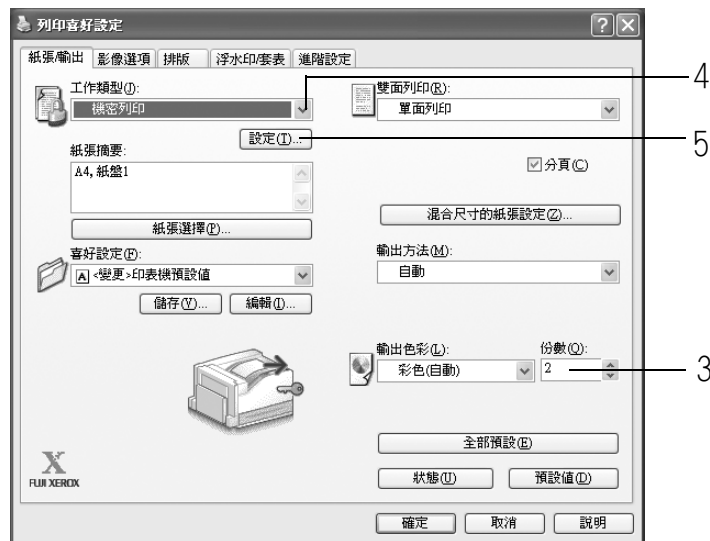 列印喜好設定
紙張/輸出 影像選項 排版 浮水印/套表 進階設定
工作類型(J):
機密列印
4
設定(T)...
5
紙張摘要:
A4, 紙盤1
紙張選擇(P)...
喜好設定(F):
A <變更>印表機預設值
儲存(V)... 編輯(I)...
雙面列印(R):
單面列印
分頁(C)
混合尺寸的紙張設定(Z)...
輸出方法(M):
自動
輸出色彩(L):
彩色(自動)
份數(O):
2
3
全部預設(E)
狀態(U) 預設值(D)
X
FUJI XEROX
確定 取消 說明